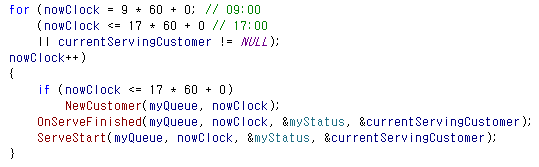 for (nowClock = 9 * 60 + 0; // 09:00
(nowClock <= 17 * 60 + 0 // 17:00
|| currentServingCustomer != NULL);
nowClock++)
{
if (nowClock <= 17 * 60 + 0)
NewCustomer(myQueue, nowClock);
OnServeFinished(myQueue, nowClock, &myStatus, &currentServingCustomer);
ServeStart(myQueue, nowClock, &myStatus, &currentServingCustomer);
}